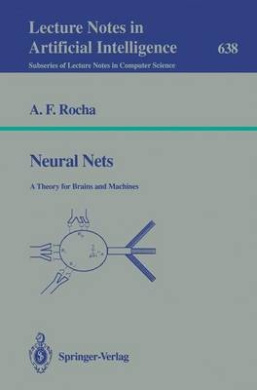 Lecture Notes in
Artificial Intelligence 638
Subseries of Lecture Notes in Computer Science
A. F. Rocha
Neural Nets
A Theory for Brains and Machines
Springer-Verlag